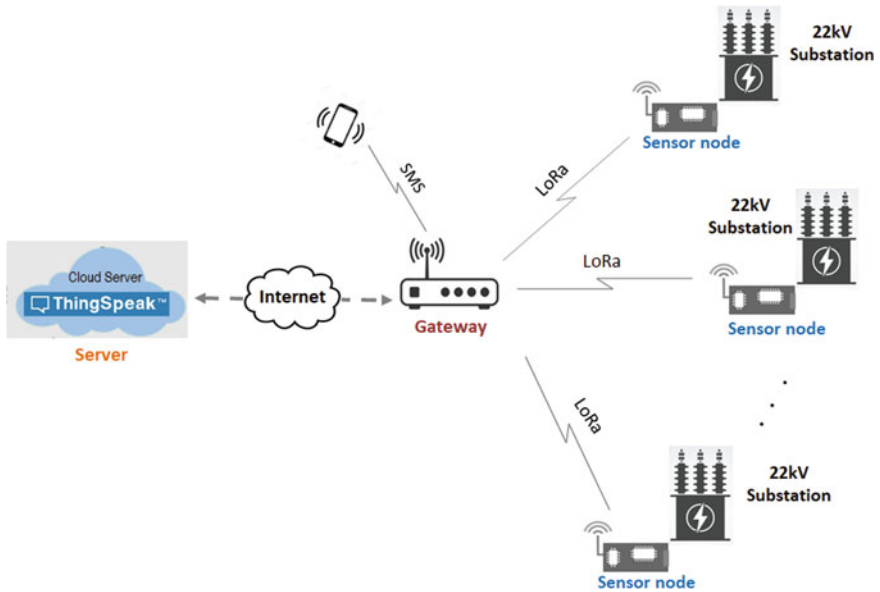 22kV
Substation
Sensor node
SMS
LoRa
22kV
Substation
LoRa
Sensor node
Cloud Server
ThingSpeak™
Server
Internet
Gateway
LoRa
22kV
Substation
Sensor node